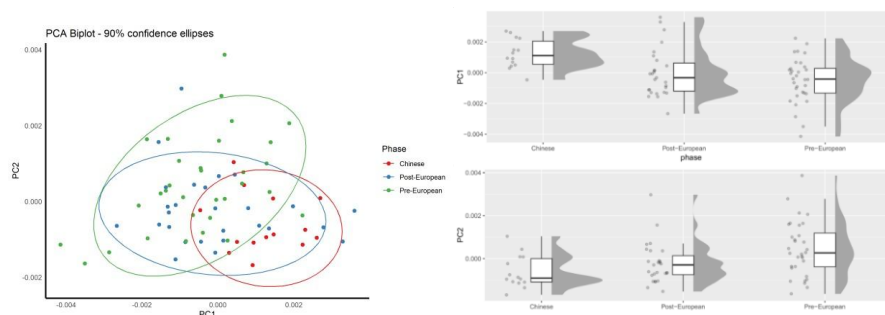 PCA Biplot - 90% confidence ellipses
0.004
0.002
0.000
-0.002
PC2
-0.004
-0.002
0.000
0.002
PC1
Phase
Chinese
Post-European
Pre-European
PC1
0.002
0.000
−0.002
−0.004
Chinese
Post-European
Pre-European
phase
PC2
0.004
0.002
0.000
Chinese
Post-European
Pre-European